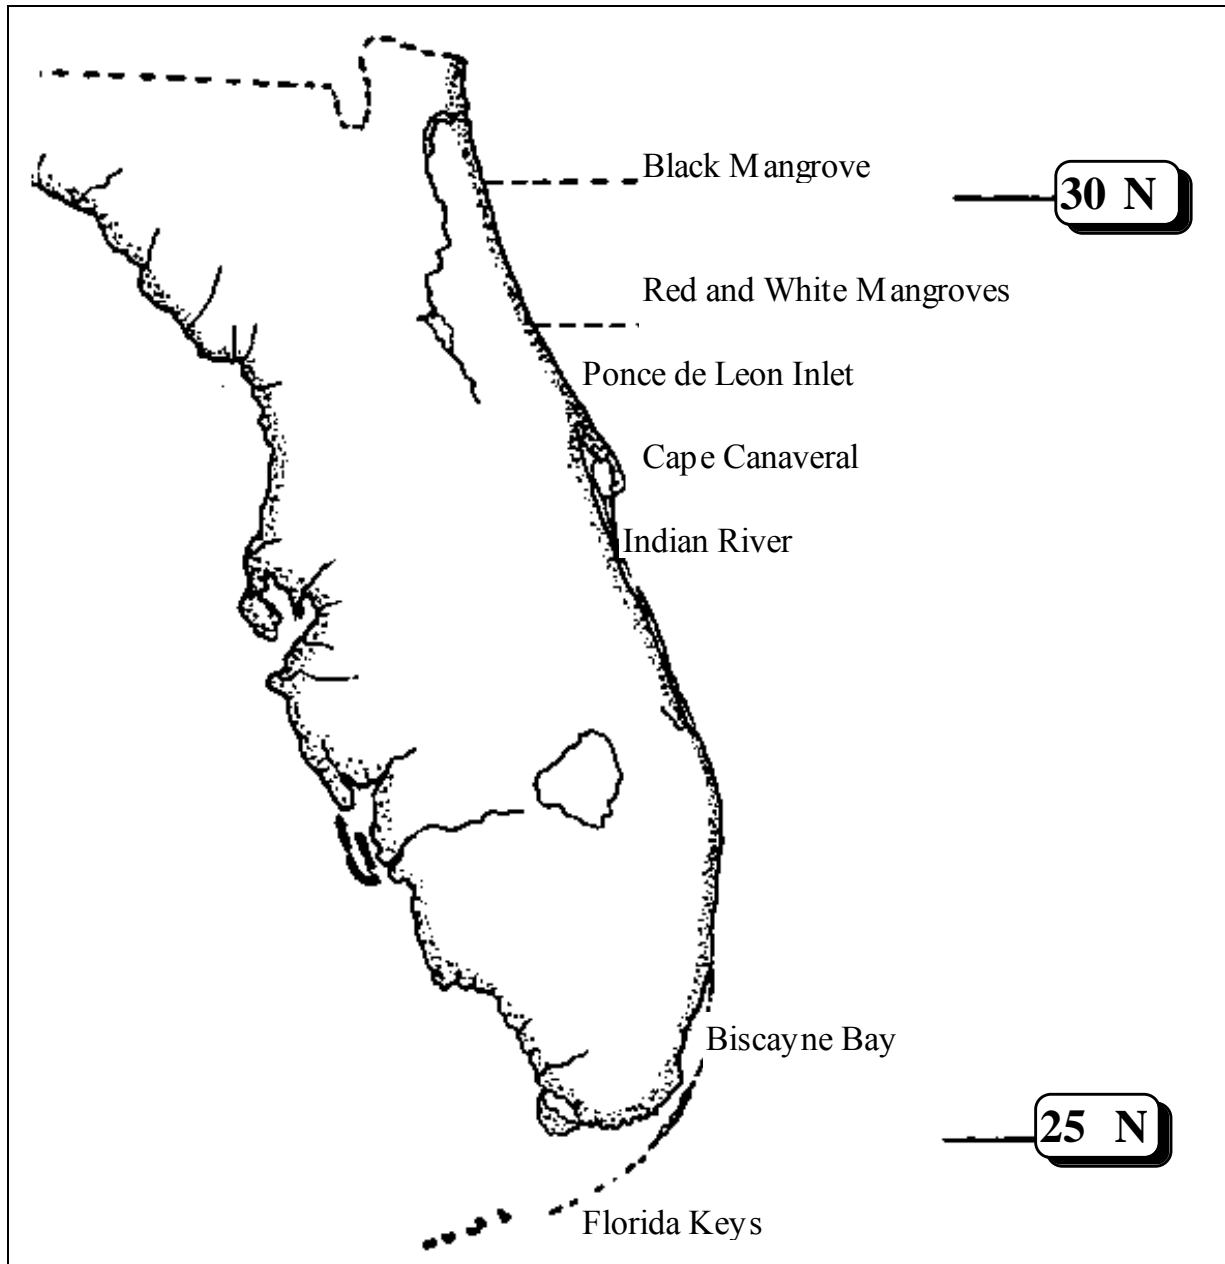 Black Mangrove
30 N
Red and White Mangroves
Ponce de Leon Inlet
Cape Canaveral
Indian River
Biscayne Bay
25 N
Florida Keys